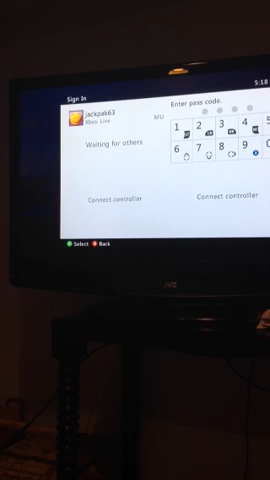 5:18
Sign In
jackpak63
Xbox Live
MU
Enter pass code.
1 2 3 4 5
6 7 8 9 0
Waiting for others
Connect controller
Connect controller
Select Back
JVC